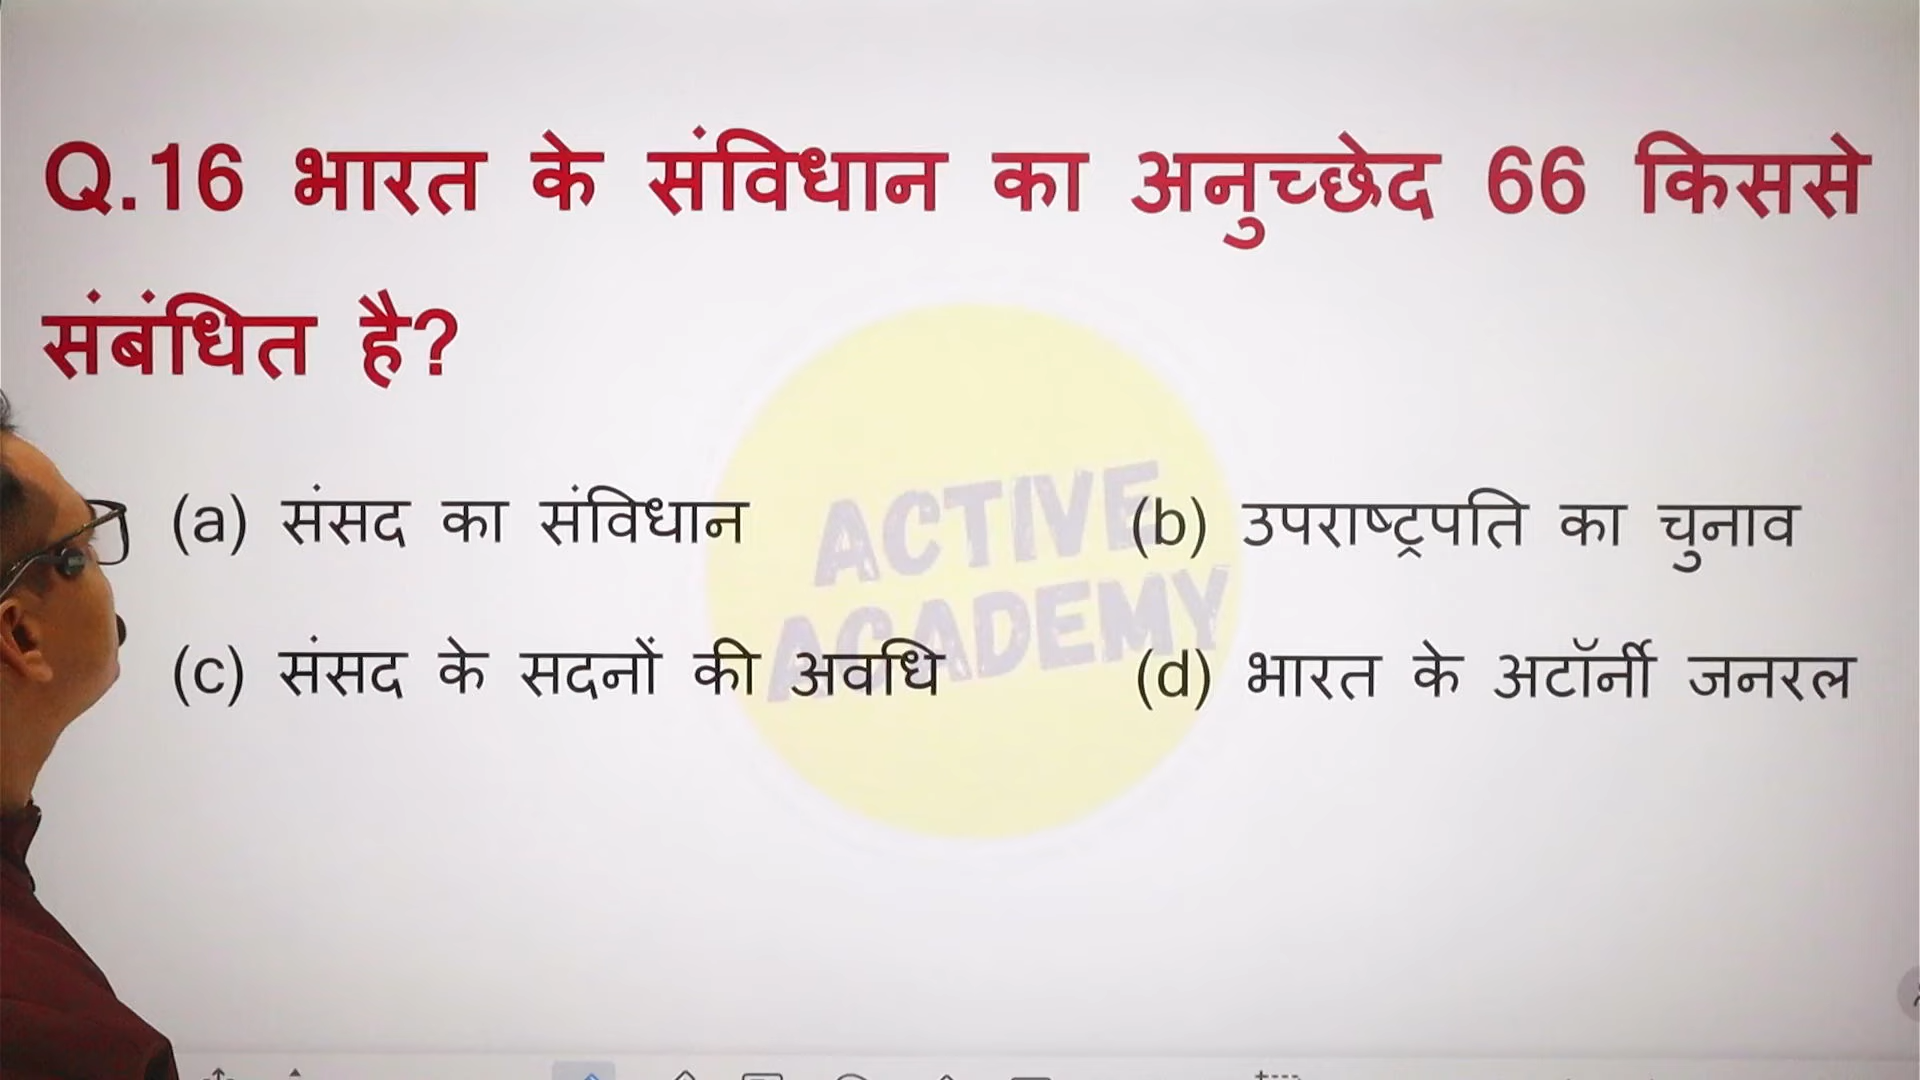 Q.16 भारत के संविधान का अनुच्छेद 66 किससे
संबंधित है?
(a) संसद का संविधान (b) उपराष्ट्रपति का चुनाव
(c) संसद के सदनों की अवधि (d) भारत के अटॉर्नी जनरल
ACTIVE
ACADEMY